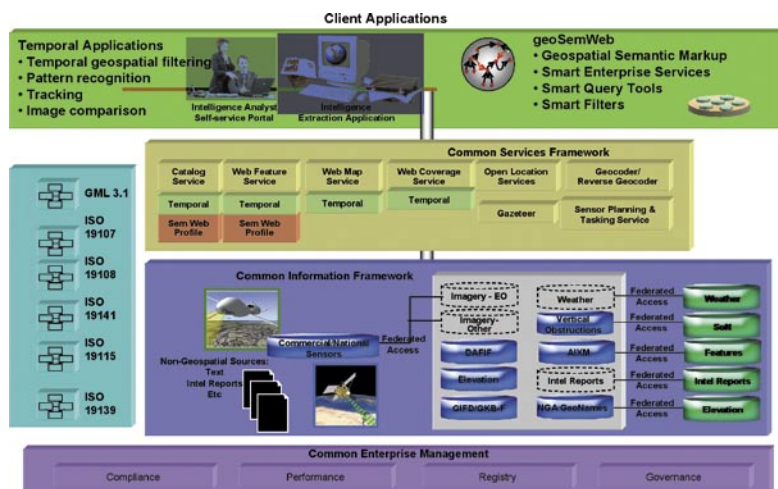 Client Applications
Temporal Applications
• Temporal geospatial filtering
• Pattern recognition
• Tracking
• Image comparison
Intelligence Analyst
Self-service Portal
Intelligence
Extraction Application
geoSemWeb
• Geospatial Semantic Markup
• Smart Enterprise Services
• Smart Query Tools
• Smart Filters
GML 3.1
ISO
19107
ISO
19108
ISO
19141
ISO
19115
ISO
19139
Common Services Framework
Catalog
Service
Temporal
Sem Web
Profile
Web Feature
Service
Temporal
Sem Web
Profile
Web Map
Service
Temporal
Web Coverage
Service
Temporal
Open Location
Services
Gazeteer
Geocoder/
Reverse Geocoder
Sensor Planning &
Tasking Service
Common Information Framework
Commercial/National
Sensors
Federated
Access
Non-Geospatial Sources:
Text
Intel Reports
Etc
Imagery - EO
Imagery-
Other
DAFIF
Elevation
GIFD/GKB-F
Weather
Vertical
Obstructions
AIXM
Intel Reports
NGA GeoNames
Federated
Access
Federated
Access
Federated
Access
Weather
SoH
Features
Intel Reports
Elevation
Common Enterprise Management
Compliance
Performance
Registry
Governance